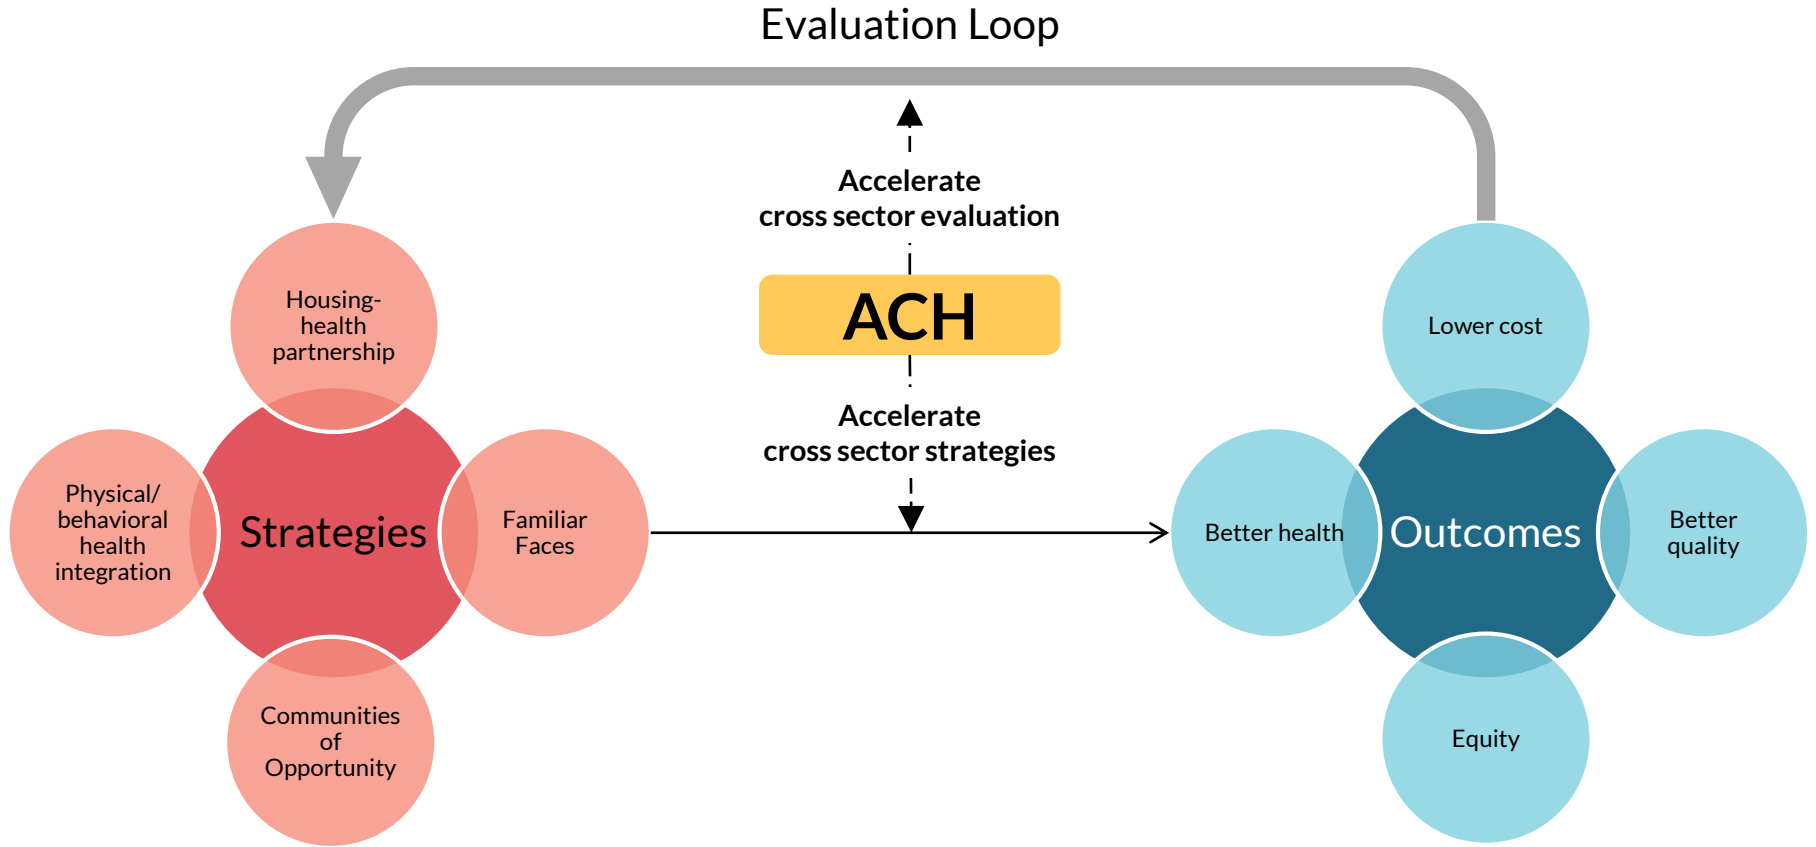 Evaluation Loop
Accelerate
cross sector evaluation
ACH
Accelerate
cross sector strategies
Housing-
health
partnership
Physical/
behavioral
health
integration
Strategies
Familiar
Faces
Communities
of
Opportunity
Lower cost
Better health
Outcomes
Better
quality
Equity